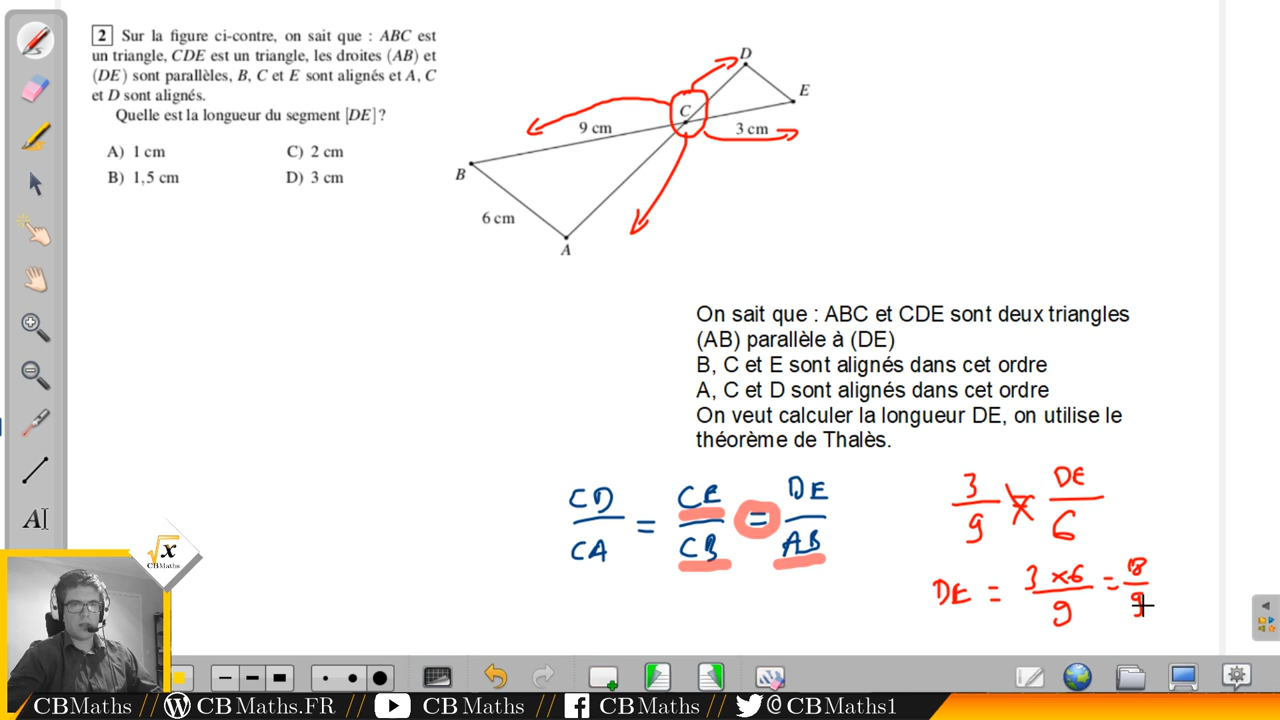 2 Sur la figure ci-contre, on sait que : ABC est
un triangle, CDE est un triangle, les droites (AB) et
(DE) sont parallèles, B, C et E sont alignés et A, C
et D sont alignés.
Quelle est la longueur du segment [DE] ?
A) 1 cm
C) 2 cm
B) 1,5 cm
D) 3 cm
D
E
C
9 cm
3 cm
B
6 cm
A
On sait que : ABC et CDE sont deux triangles
(AB) parallèle à (DE)
B, C et E sont alignés dans cet ordre
A, C et D sont alignés dans cet ordre
On veut calculer la longueur DE, on utilise le
théorème de Thalès.
CD/CA = CE/CB = DE/AB
3/9 DE/6
DE = 3 x 6/9 = 18/9
AI
√x
CBMaths
CBMaths CBMaths.FR CBMaths CBMaths @CBMaths1